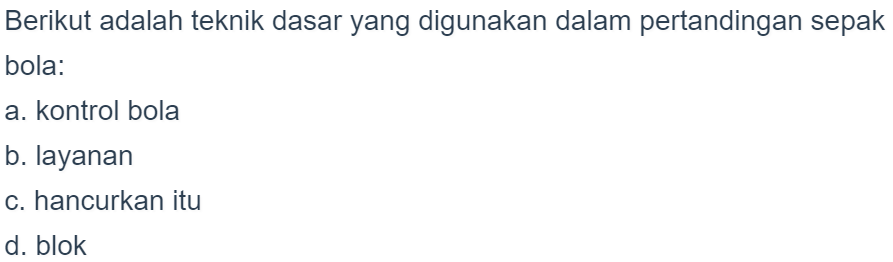 Berikut adalah teknik dasar yang digunakan dalam pertandingan sepak
bola:
a. kontrol bola
b. layanan
c. hancurkan itu
d. blok